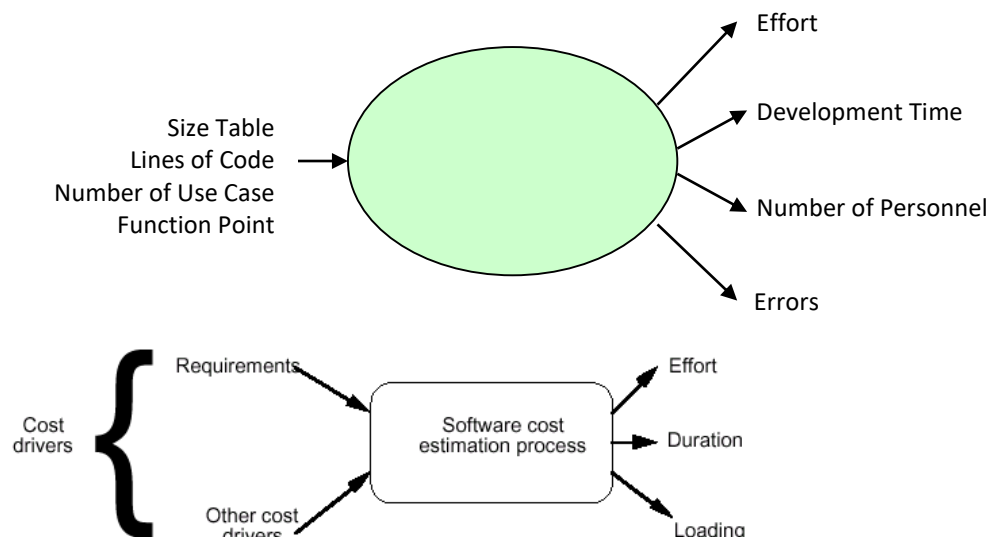 Effort
Development Time
Size Table
Lines of Code
Number of Use Case
Function Point
Number of Personnel
Errors
Requirements
Effort
Cost
drivers
Software cost
estimation process
Duration
Other cost
drivers
Loading